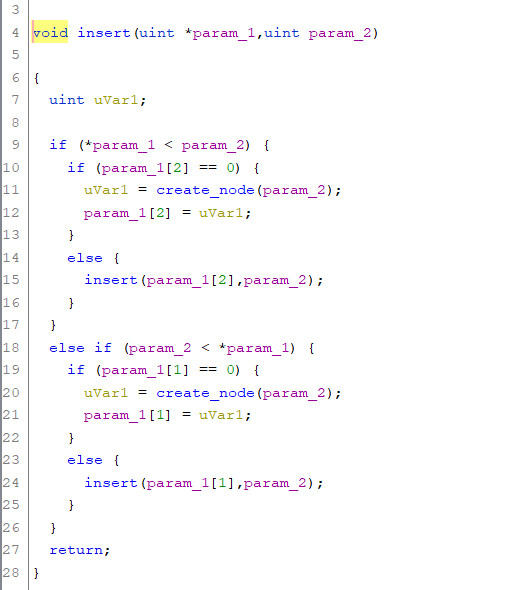 3
4 void insert(uint *param_1,uint param_2)
5
6 {
7   uint uVar1;
8
9   if (*param_1 < param_2) {
10     if (param_1[2] == 0) {
11       uVar1 = create_node(param_2);
12       param_1[2] = uVar1;
13     }
14     else {
15       insert(param_1[2],param_2);
16     }
17   }
18   else if (param_2 < *param_1) {
19     if (param_1[1] == 0) {
20       uVar1 = create_node(param_2);
21       param_1[1] = uVar1;
22     }
23     else {
24       insert(param_1[1],param_2);
25     }
26   }
27   return;
28 }